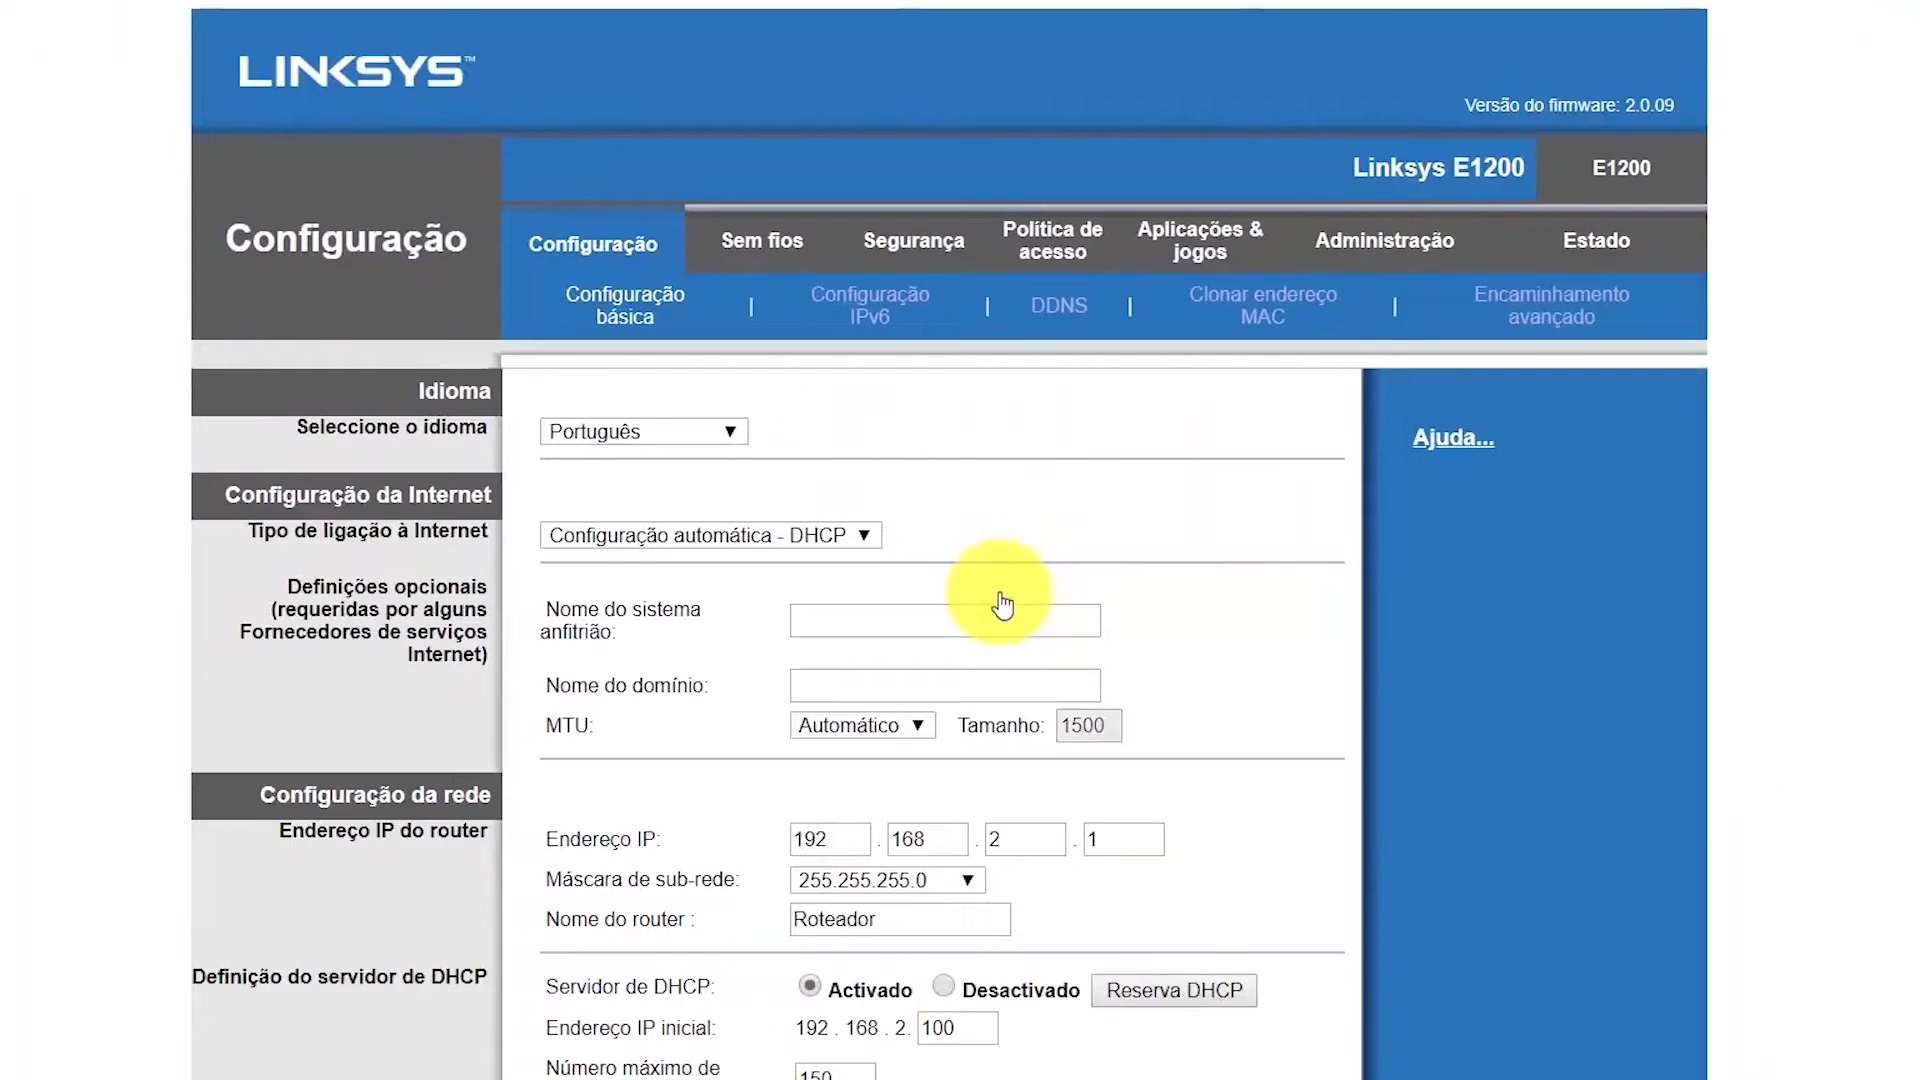 LINKSYS™
Versão do firmware: 2.0.09
Linksys E1200
E1200
Configuração
Configuração
Sem fios
Segurança
Política de
acesso
Aplicações &
jogos
Administração
Estado
Configuração
básica
|
Configuração
IPv6
|
DDNS
|
Clonar endereço
MAC
|
Encaminhamento
avançado
Idioma
Seleccione o idioma
Português
Ajuda...
Configuração da Internet
Tipo de ligação à Internet
Configuração automática - DHCP
Definições opcionais
(requeridas por alguns
Fornecedores de serviços
Internet)
Nome do sistema
anfitrião:
Nome do domínio:
MTU: Automático Tamanho: 1500
Configuração da rede
Endereço IP do router
Endereço IP: 192 . 168 . 2 . 1
Máscara de sub-rede: 255.255.255.0
Nome do router : Roteador
Definição do servidor de DHCP
Servidor de DHCP: Activado Desactivado Reserva DHCP
Endereço IP inicial: 192 . 168 . 2. 100
Número máximo de 150